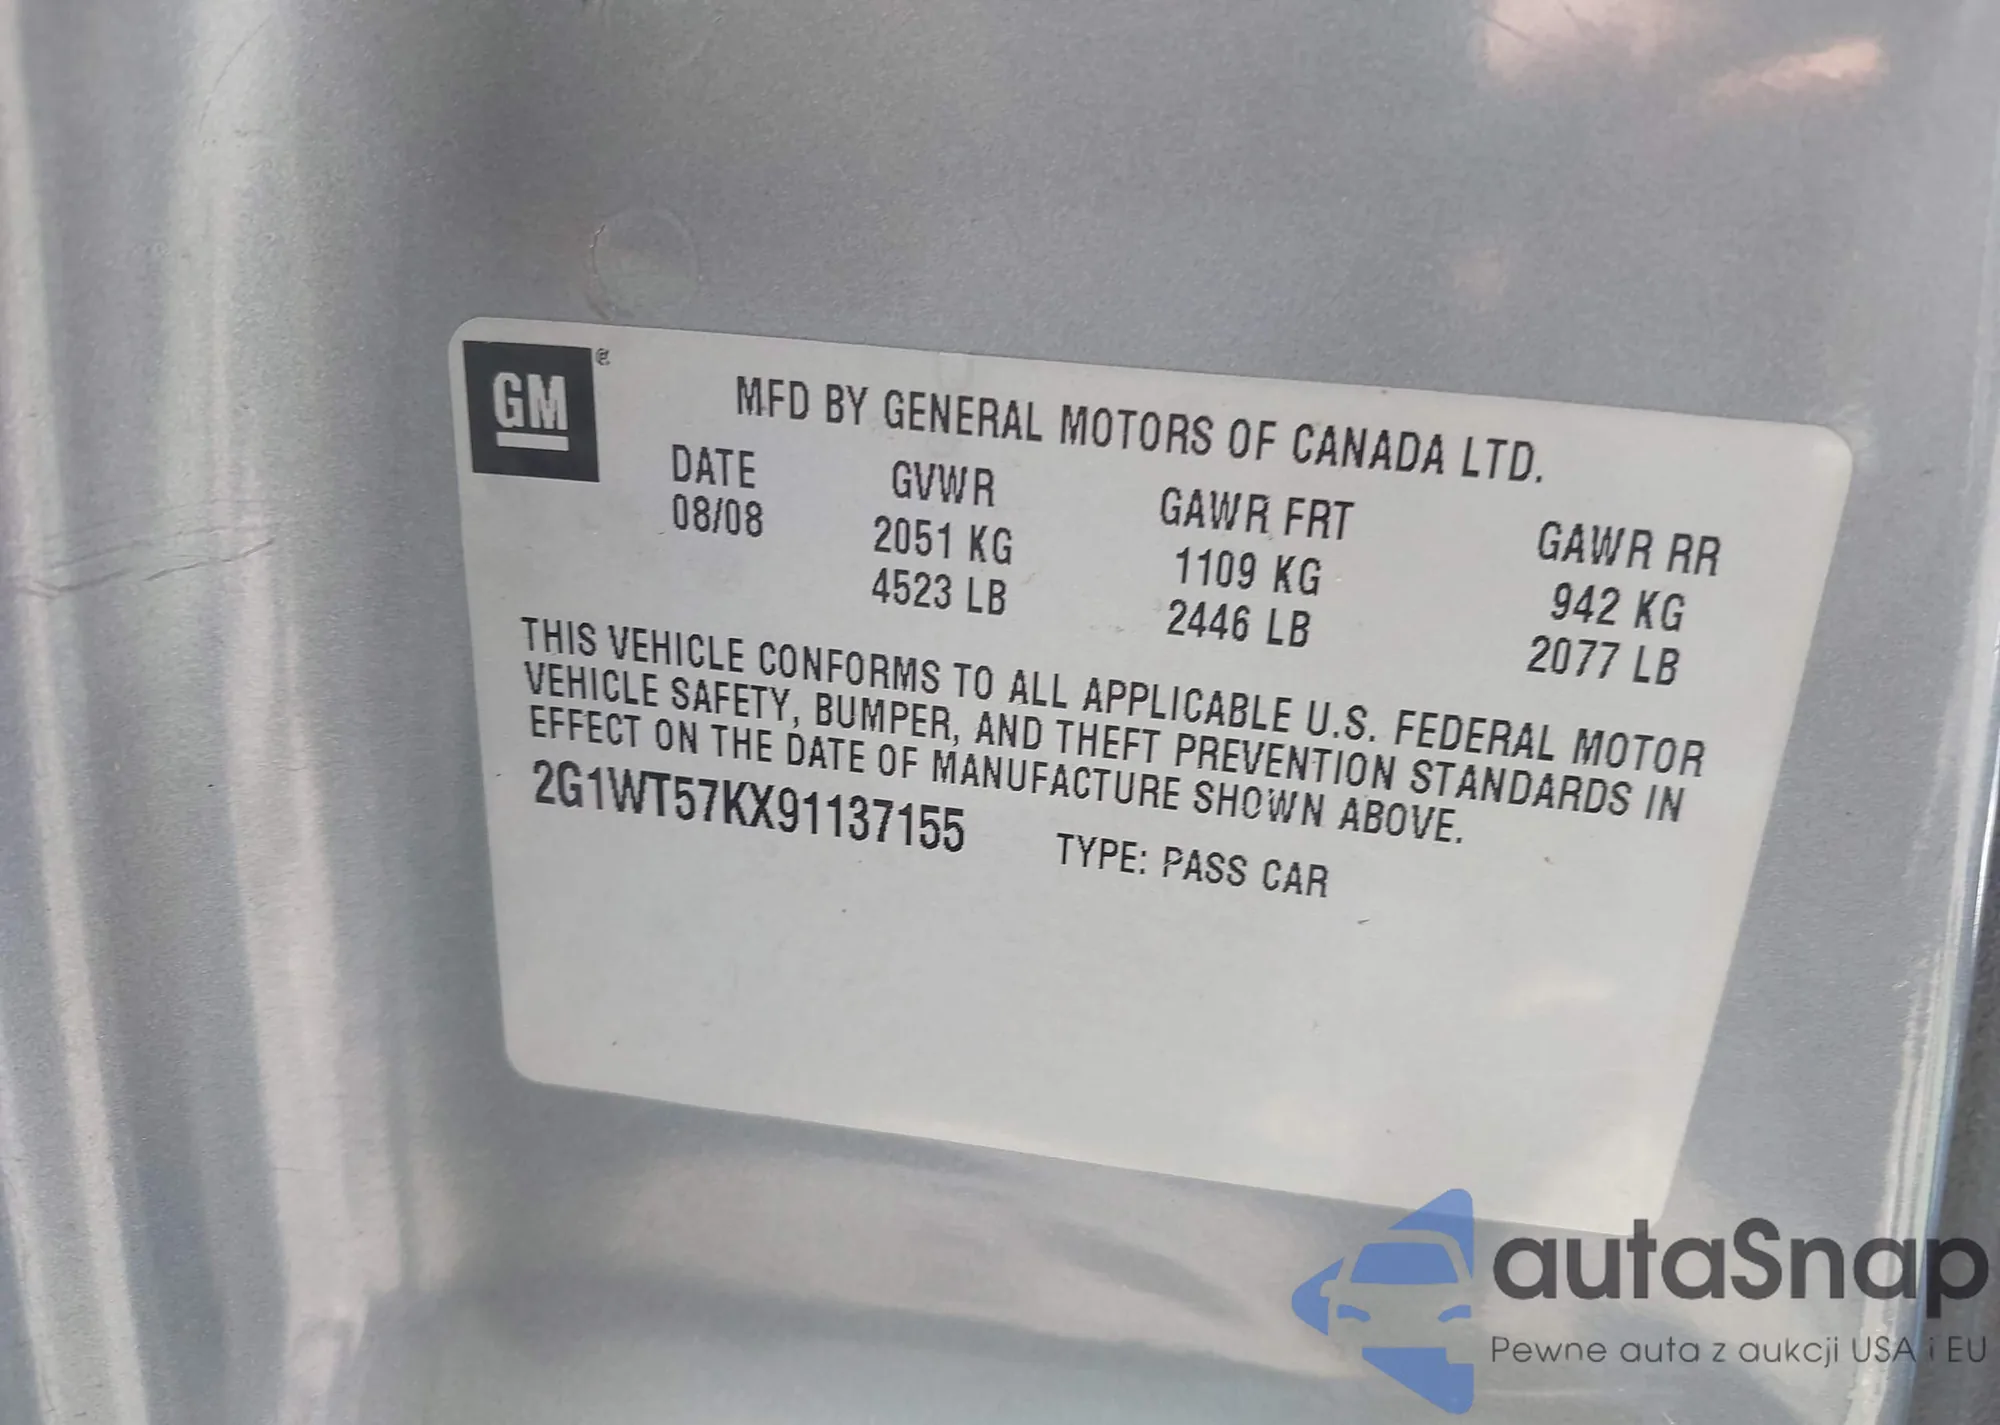 GM
MFD BY GENERAL MOTORS OF CANADA LTD.
DATE GVWR GAWR FRT GAWR RR
08/08 2051 KG 1109 KG 942 KG
4523 LB 2446 LB 2077 LB
THIS VEHICLE CONFORMS TO ALL APPLICABLE U.S. FEDERAL MOTOR
VEHICLE SAFETY, BUMPER, AND THEFT PREVENTION STANDARDS IN
EFFECT ON THE DATE OF MANUFACTURE SHOWN ABOVE.
2G1WT57KX91137155 TYPE: PASS CAR
autaSnap
Pewne auta z aukcji USA i EU